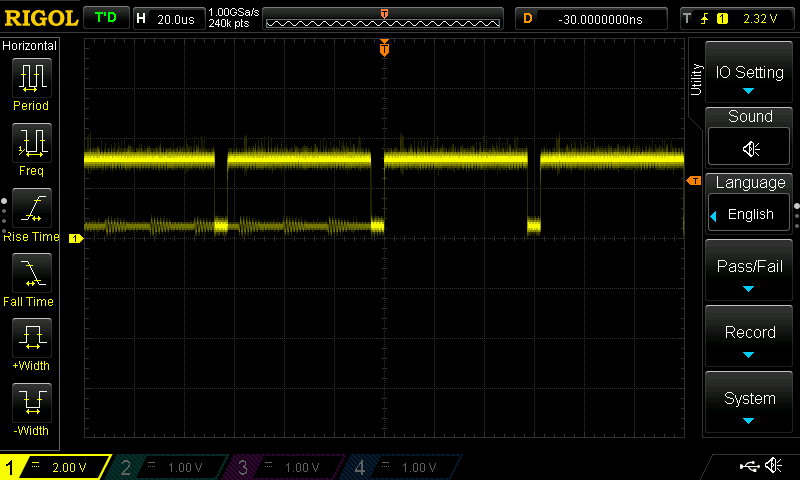 RIGOL T'D H 20.0us 1.00GSa/s
240k pts
T
D -30.0000000ns
T 1 2.32 V
Horizontal
Period
Freq
Rise Time
Fall Time
+Width
-Width
T
T
1
Utility
IO Setting
Sound
Language
English
Pass/Fail
Record
System
1 2.00 V
2 1.00 V
3 1.00 V
4 1.00 V